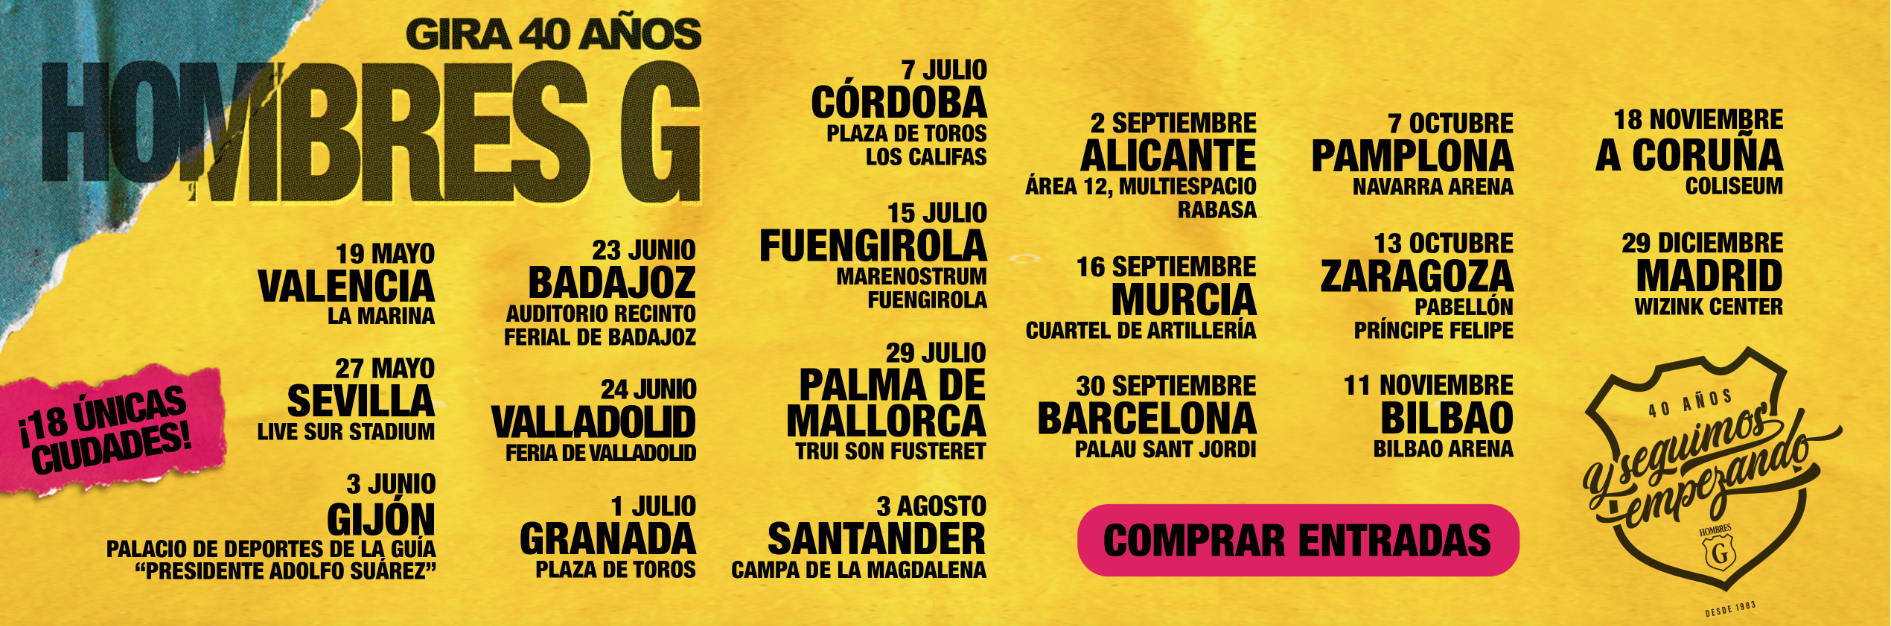 GIRA 40 AÑOS
HOMBRES G
¡18 ÚNICAS
CIUDADES!
19 MAYO
VALENCIA
LA MARINA
27 MAYO
SEVILLA
LIVE SUR STADIUM
3 JUNIO
GIJÓN
PALACIO DE DEPORTES DE LA GUÍA
“PRESIDENTE ADOLFO SUÁREZ”
23 JUNIO
BADAJOZ
AUDITORIO RECINTO
FERIAL DE BADAJOZ
24 JUNIO
VALLADOLID
FERIA DE VALLADOLID
1 JULIO
GRANADA
PLAZA DE TOROS
7 JULIO
CÓRDOBA
PLAZA DE TOROS
LOS CALIFAS
15 JULIO
FUENGIROLA
MARENOSTRUM
FUENGIROLA
29 JULIO
PALMA DE
MALLORCA
TRUI SON FUSTERET
3 AGOSTO
SANTANDER
CAMPA DE LA MAGDALENA
2 SEPTIEMBRE
ALICANTE
ÁREA 12, MULTIESPACIO
RABASA
16 SEPTIEMBRE
MURCIA
CUARTEL DE ARTILLERÍA
30 SEPTIEMBRE
BARCELONA
PALAU SANT JORDI
7 OCTUBRE
PAMPLONA
NAVARRA ARENA
13 OCTUBRE
ZARAGOZA
PABELLÓN
PRÍNCIPE FELIPE
11 NOVIEMBRE
BILBAO
BILBAO ARENA
18 NOVIEMBRE
A CORUÑA
COLISEUM
29 DICIEMBRE
MADRID
WIZINK CENTER
COMPRAR ENTRADAS
40 AÑOS
y seguimos
empezando
HOMBRES
G
DESDE 1983